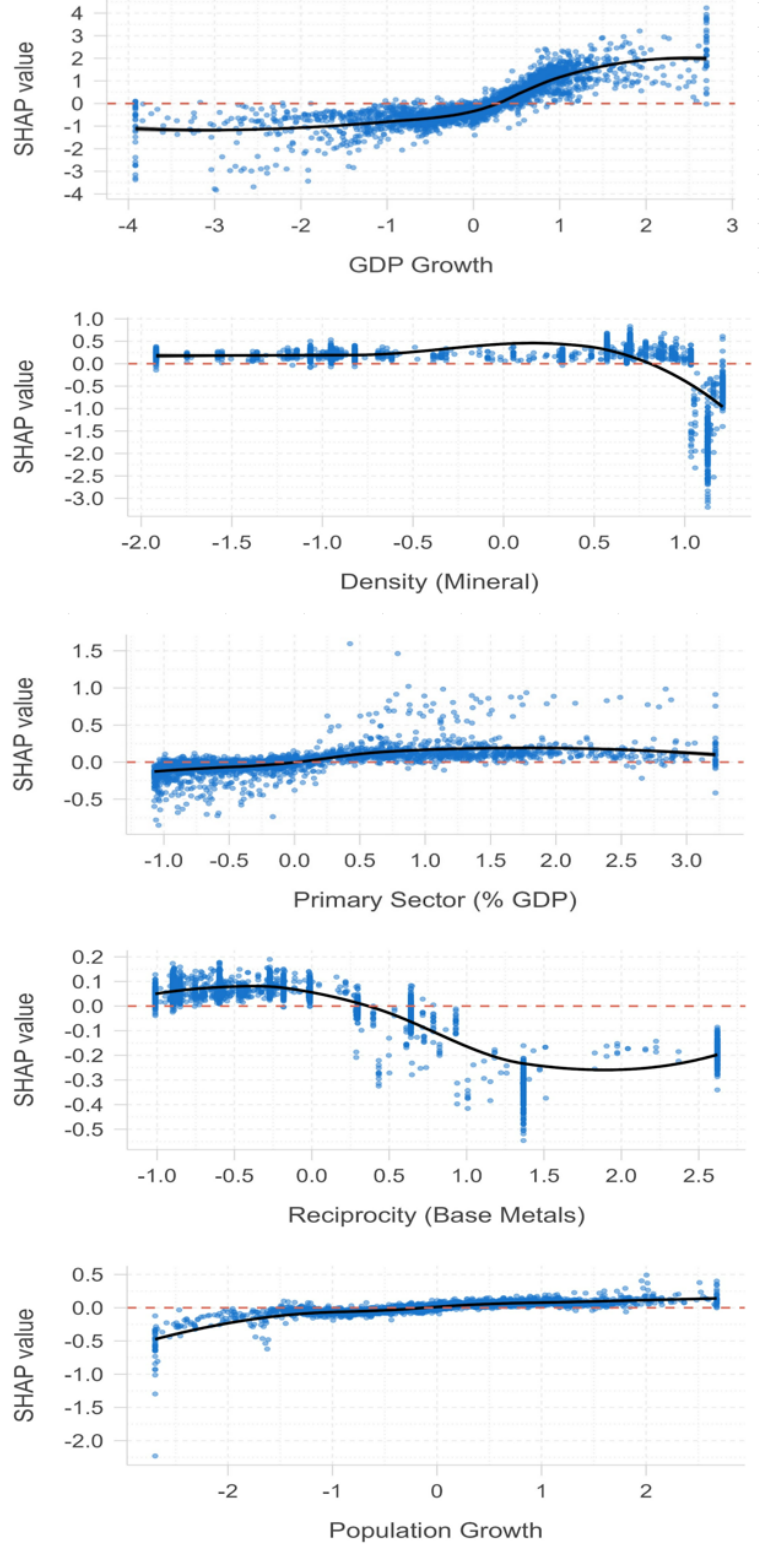 4
3
2
1
0
-1
-2
-3
-4
SHAP value
-4 -3 -2 -1 0 1 2 3
GDP Growth
1.0
0.5
0.0
-0.5
-1.0
-1.5
-2.0
-2.5
-3.0
SHAP value
-2.0 -1.5 -1.0 -0.5 0.0 0.5 1.0
Density (Mineral)
1.5
1.0
0.5
0.0
-0.5
SHAP value
-1.0 -0.5 0.0 0.5 1.0 1.5 2.0 2.5 3.0
Primary Sector (% GDP)
0.2
0.1
0.0
-0.1
-0.2
-0.3
-0.4
-0.5
SHAP value
-1.0 -0.5 0.0 0.5 1.0 1.5 2.0 2.5
Reciprocity (Base Metals)
0.5
0.0
-0.5
-1.0
-1.5
-2.0
SHAP value
-2 -1 0 1 2
Population Growth